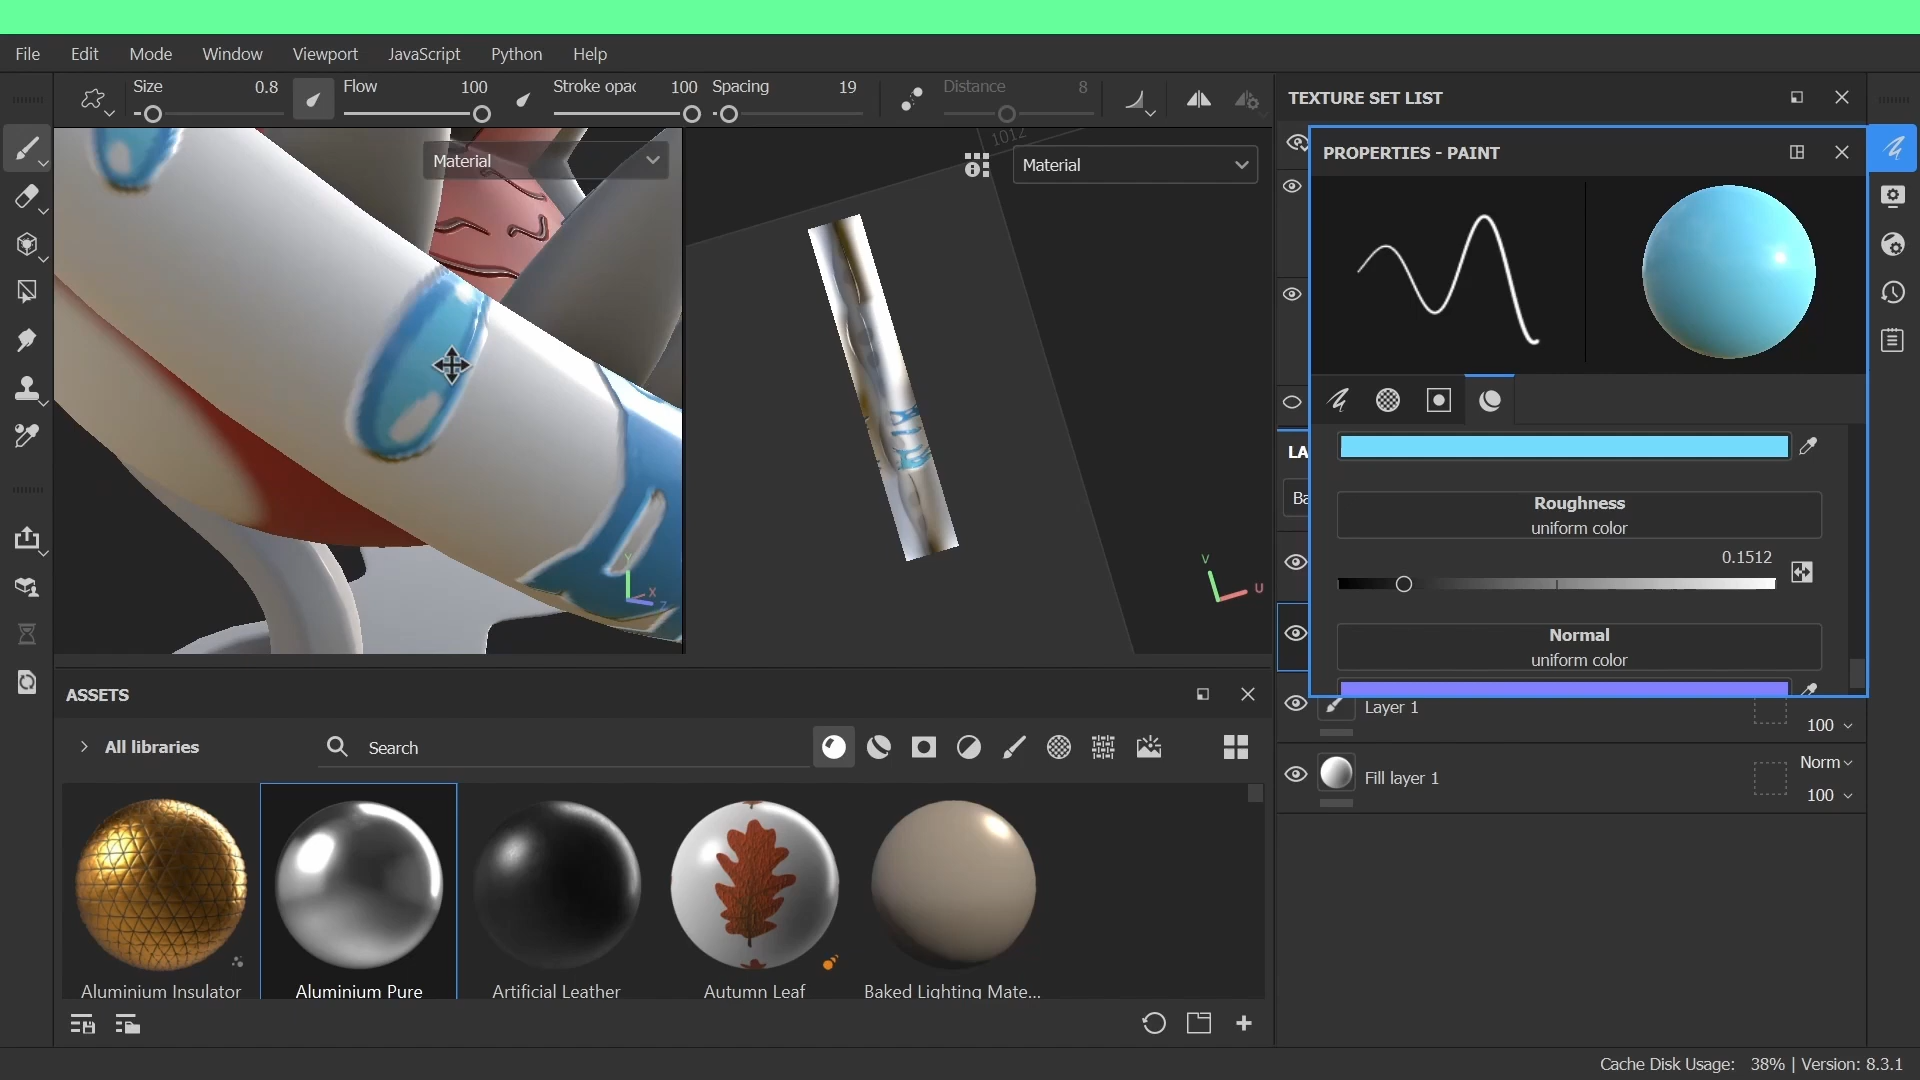 File Edit Mode Window Viewport JavaScript Python Help
Size 0.8 Flow 100 Stroke opac 100 Spacing 19 Distance 8
TEXTURE SET LIST
1012
Material
Material
PROPERTIES - PAINT
LA
Ba
Roughness
uniform color
0.1512
Normal
uniform color
Y
X
Z
V
U
ASSETS
All libraries
Search
Layer 1
100
Norm
Fill layer 1
100
Aluminium Insulator
Aluminium Pure
Artificial Leather
Autumn Leaf
Baked Lighting Mate...
Cache Disk Usage: 38% | Version: 8.3.1